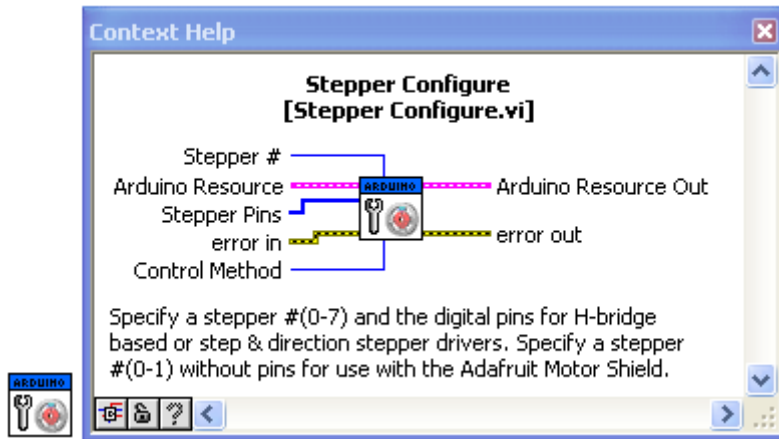 Context Help
Stepper Configure
[Stepper Configure.vi]
Stepper #
Arduino Resource
Stepper Pins
error in
Control Method
ARDUINO
Arduino Resource Out
error out
Specify a stepper #(0-7) and the digital pins for H-bridge
based or step & direction stepper drivers. Specify a stepper
#(0-1) without pins for use with the Adafruit Motor Shield.
ARDUINO
?